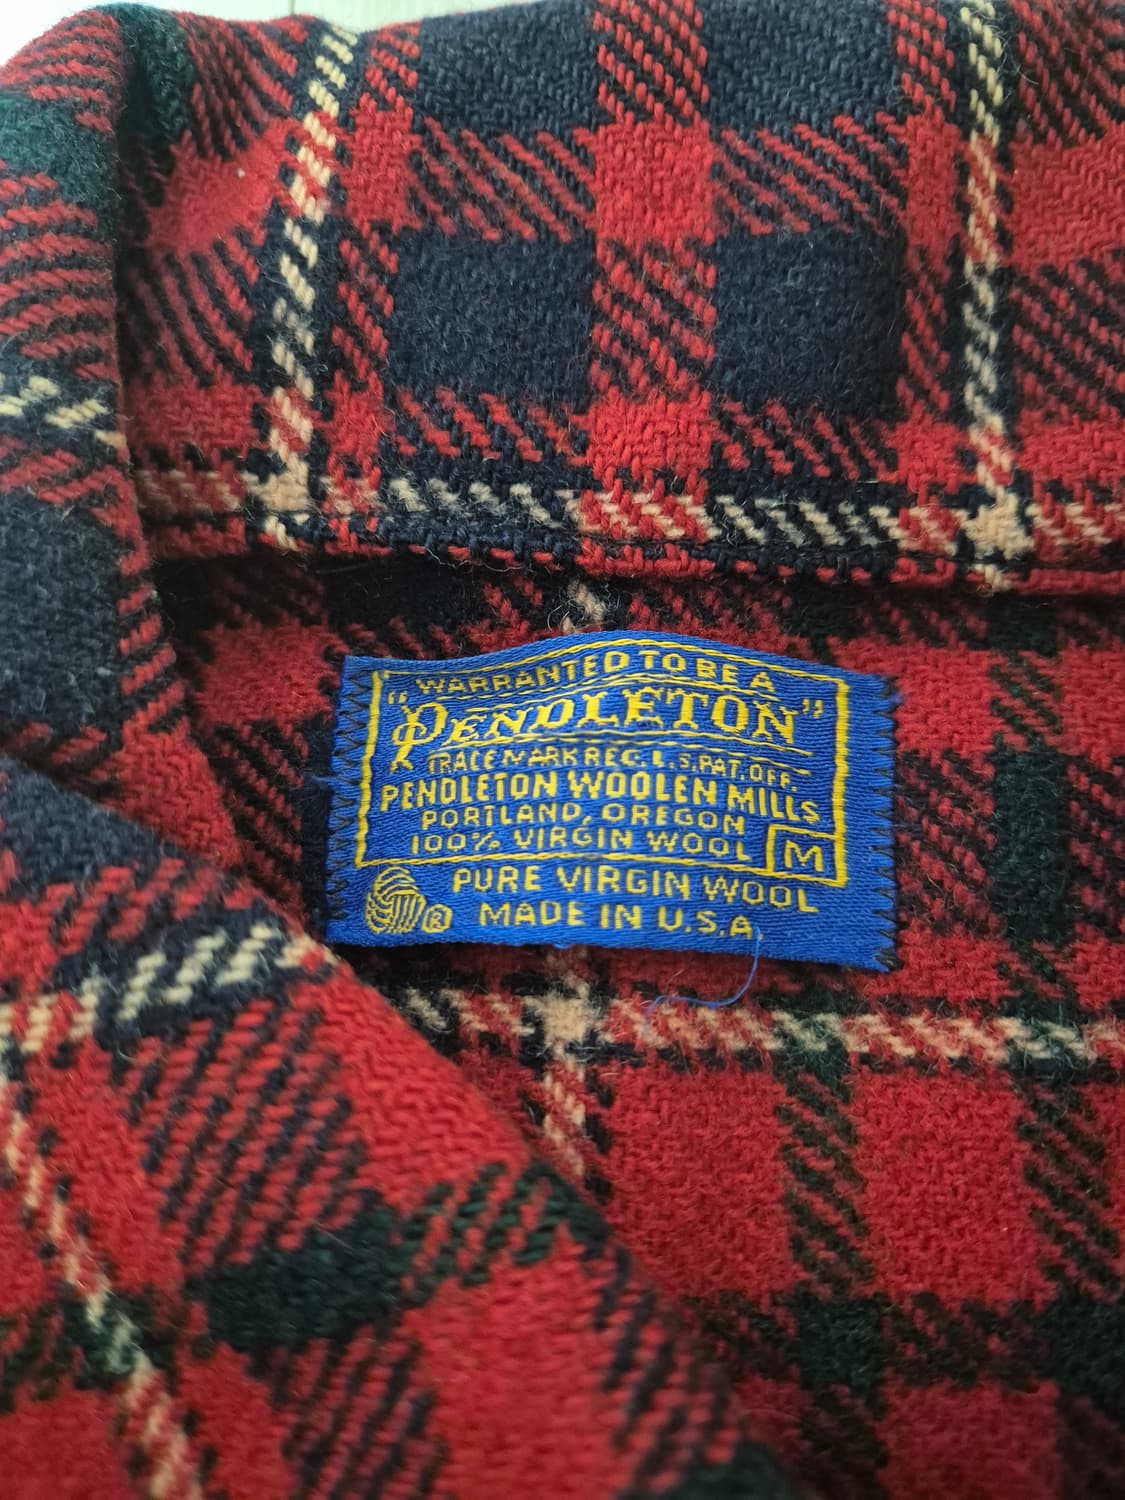 WARRANTED TO BE A
"PENDLETON"
TRADE MARK REG. U.S. PAT. OFF.
PENDLETON WOOLEN MILLS
PORTLAND, OREGON
100% VIRGIN WOOL M
PURE VIRGIN WOOL
® MADE IN U.S.A